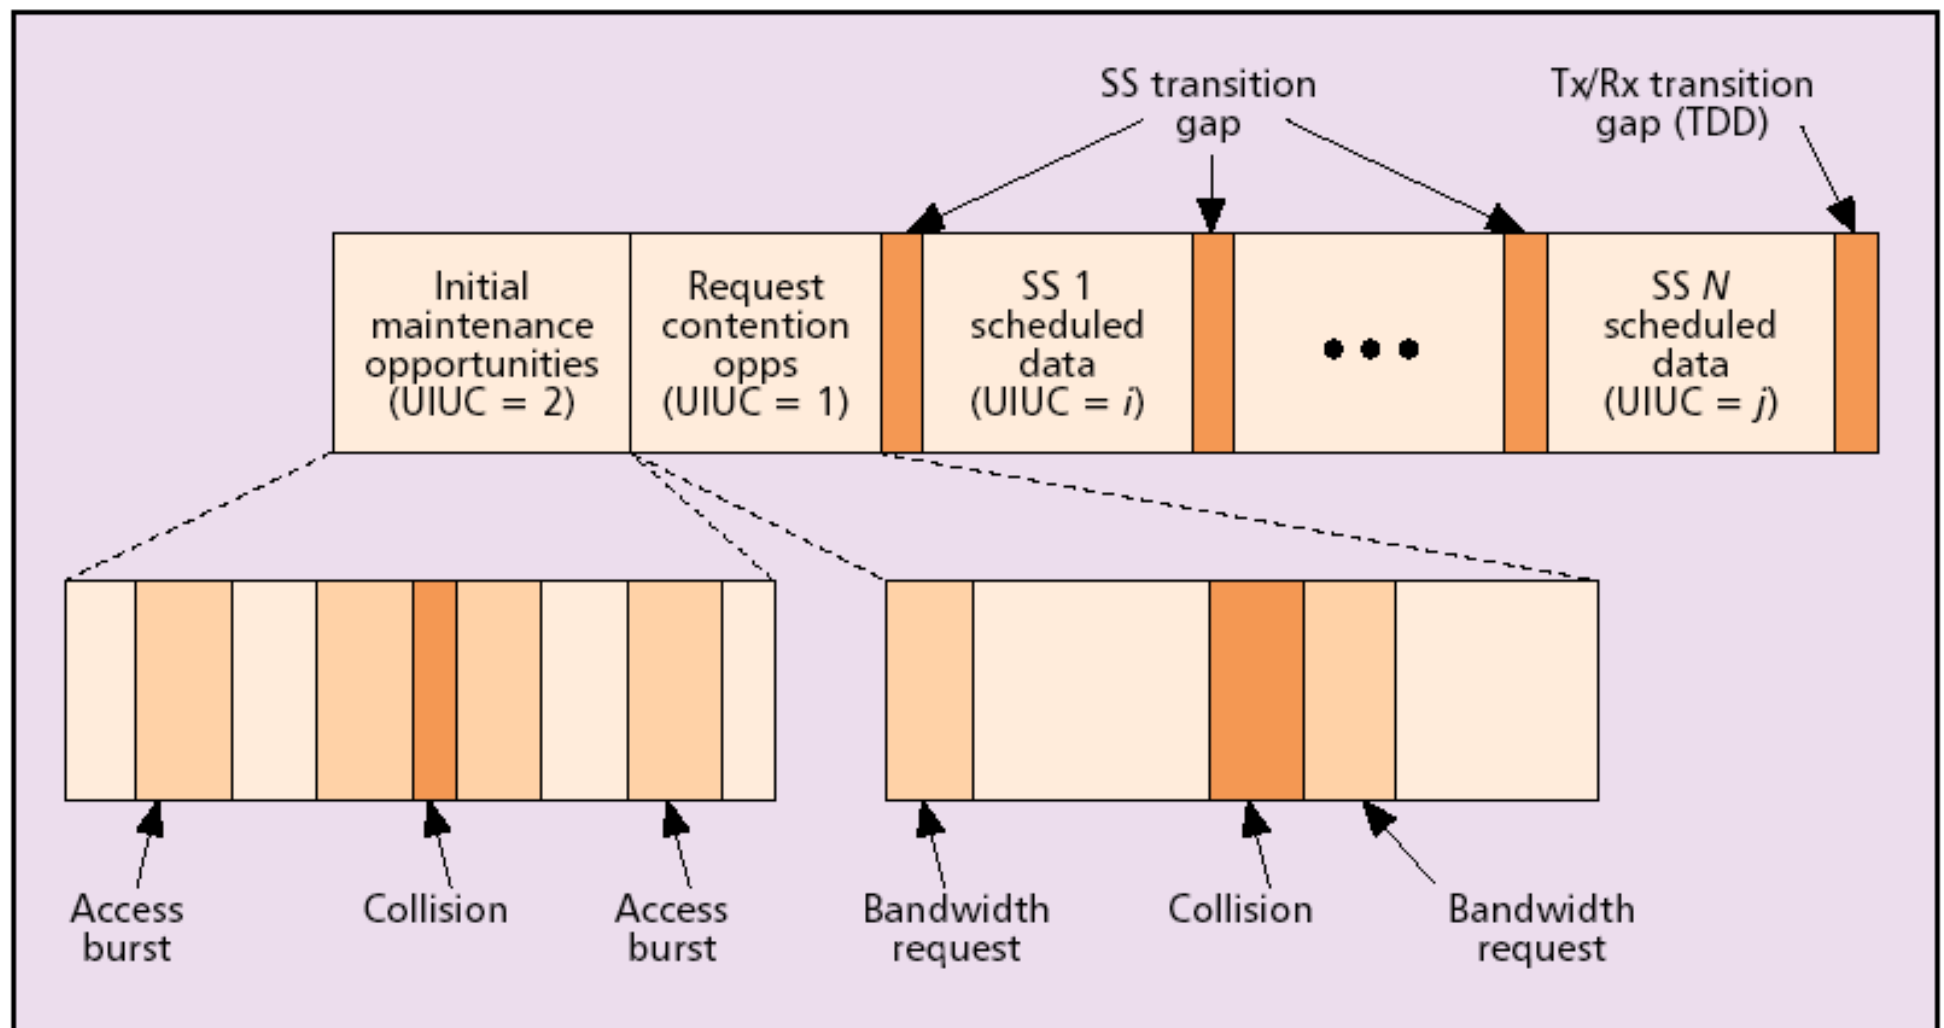 SS transition
gap
Tx/Rx transition
gap (TDD)
Initial
maintenance
opportunities
(UIUC = 2)
Request
contention
opps
(UIUC = 1)
SS 1
scheduled
data
(UIUC = i)
SS N
scheduled
data
(UIUC = j)
Access
burst
Collision
Access
burst
Bandwidth
request
Collision
Bandwidth
request